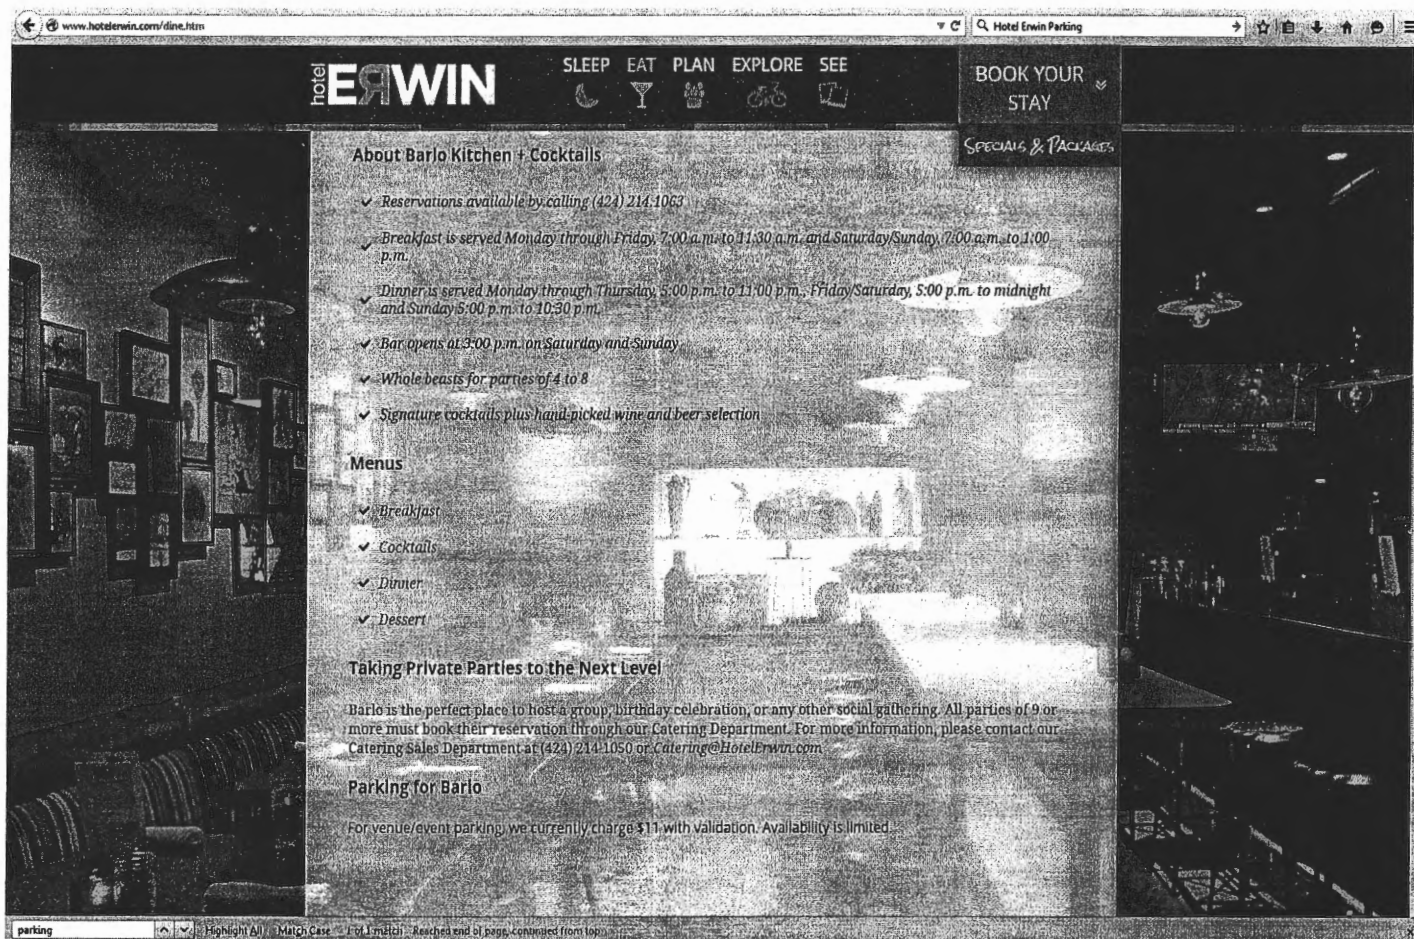 www.hotelerwin.com/dine.htm
Hotel Erwin Parking
hotel ERWIN
SLEEP EAT PLAN EXPLORE SEE
BOOK YOUR
STAY
SPECIALS & PACKAGES
About Barlo Kitchen + Cocktails
Reservations available by calling (424) 214.1063
Breakfast is served Monday through Friday, 7:00 a.m. to 11:30 a.m. and Saturday/Sunday, 7:00 a.m. to 1:00
p.m.
Dinner is served Monday through Thursday, 5:00 p.m. to 11:00 p.m., Friday/Saturday, 5:00 p.m. to midnight
and Sunday 5:00 p.m. to 10:30 p.m.
Bar opens at 3:00 p.m. on Saturday and Sunday
Whole beasts for parties of 4 to 8
Signature cocktails plus hand-picked wine and beer selection
Menus
Breakfast
Cocktails
Dinner
Dessert
Taking Private Parties to the Next Level
Barlo is the perfect place to host a group, birthday celebration, or any other social gathering. All parties of 9 or
more must book their reservation through our Catering Department. For more information, please contact our
Catering Sales Department at (424) 214-1050 or Catering@HotelErwin.com
Parking for Barlo
For venue/event parking, we currently charge $11 with validation. Availability is limited.
parking
Highlight All Match Case 1 of 1 match Reached end of page, continued from top